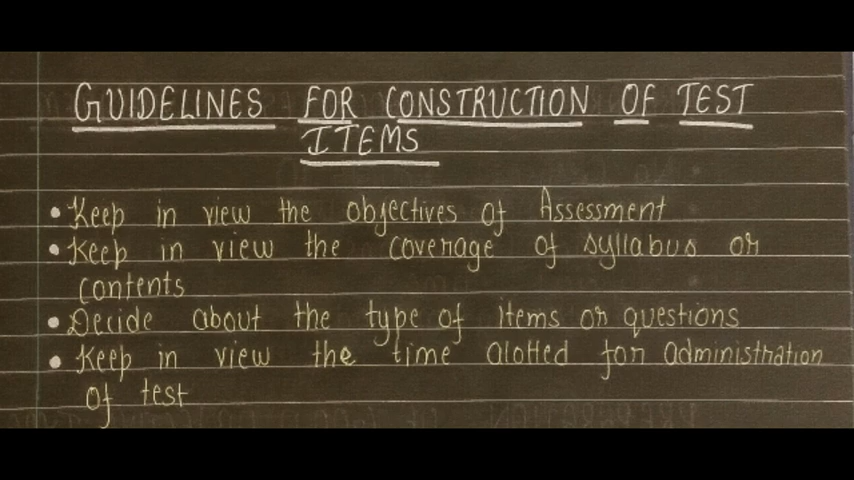 GUIDELINES FOR CONSTRUCTION OF TEST
ITEMS
• Keep in view the objectives of Assessment
• Keep in view the coverage of syllabus or
contents
• Decide about the type of items or questions
• Keep in view the time alotted for administration
of test